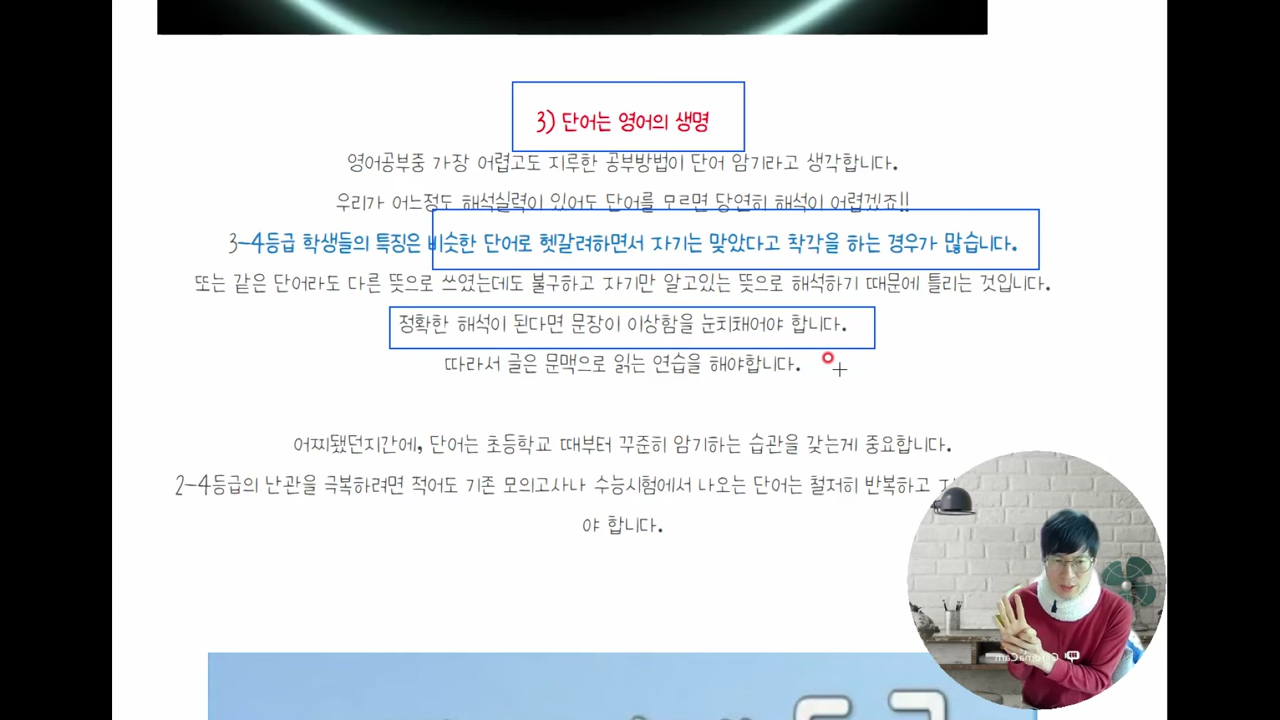 3) 단어는 영어의 생명
영어공부중 가장 어렵고도 지루한 공부방법이 단어 암기라고 생각합니다.
우리가 어느정도 해석실력이 있어도 단어를 모르면 당연히 해석이 어렵겠죠!!
3-4등급 학생들의 특징은 비슷한 단어로 헷갈려하면서 자기는 맞았다고 착각을 하는 경우가 많습니다.
또는 같은 단어라도 다른 뜻으로 쓰였는데도 불구하고 자기만 알고있는 뜻으로 해석하기 때문에 틀리는 것입니다.
정확한 해석이 된다면 문장이 이상함을 눈치채어야 합니다.
따라서 글은 문맥으로 읽는 연습을 해야합니다.
어찌됐던지간에, 단어는 초등학교 때부터 꾸준히 암기하는 습관을 갖는게 중요합니다.
2-4등급의 난관을 극복하려면 적어도 기존 모의고사나 수능시험에서 나오는 단어는 철저히 반복하고
야 합니다.